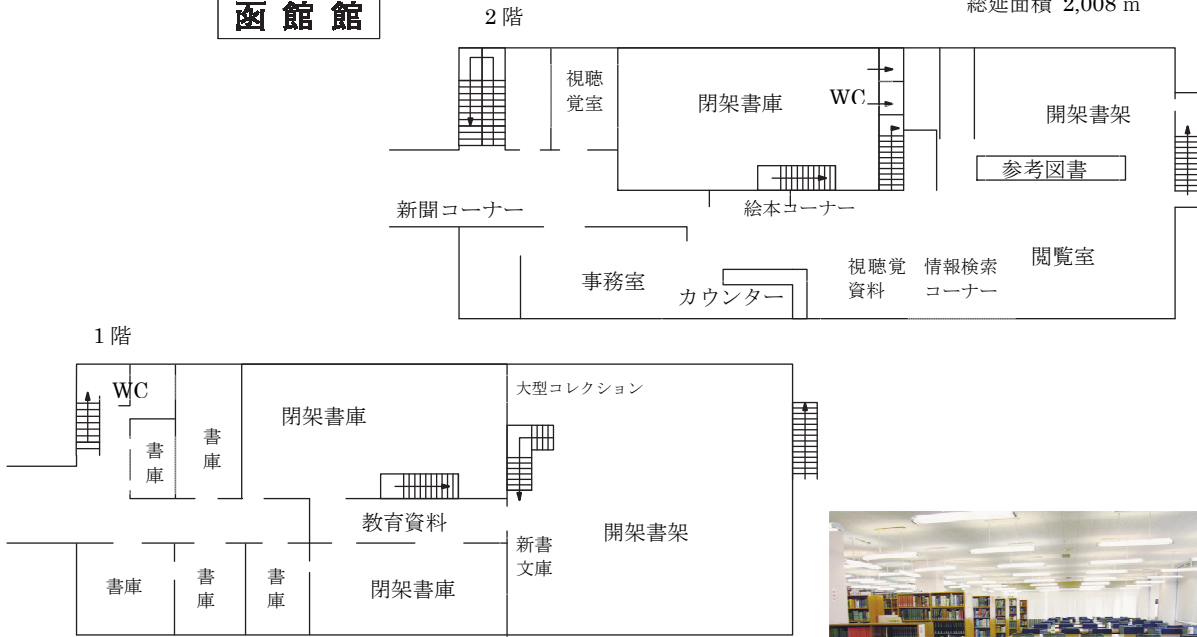 函館館
総延面積 2,008 m
2階
視聴
覚室
閉架書庫
WC
開架書架
参考図書
新聞コーナー
絵本コーナー
事務室
カウンター
視聴覚
資料
情報検索
コーナー
閲覧室
1階
WC
書
庫
書
庫
閉架書庫
大型コレクション
教育資料
新書
文庫
開架書架
書庫
書
庫
書
庫
閉架書庫